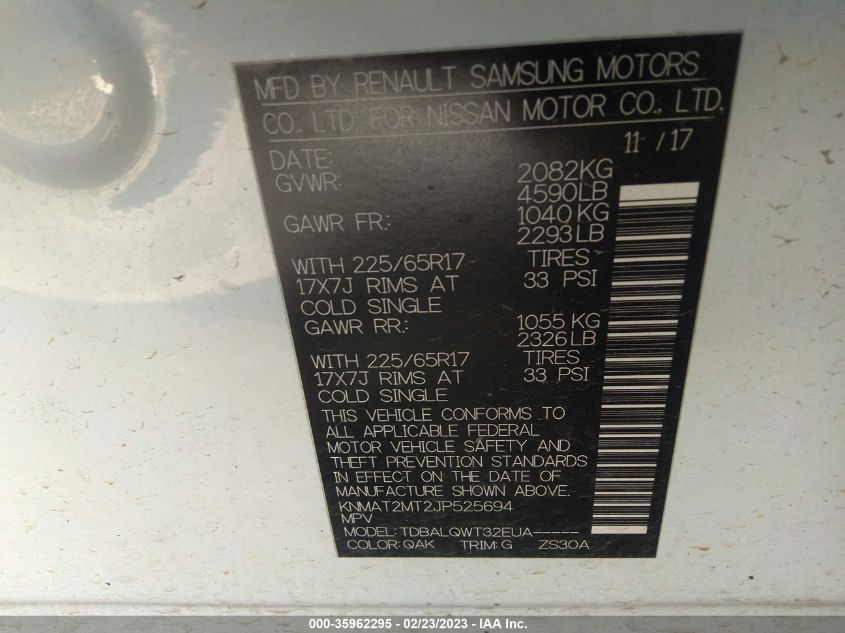 MFD BY RENAULT SAMSUNG MOTORS
CO., LTD. FOR NISSAN MOTOR CO., LTD.
DATE: 11 /17
GVWR: 2082KG
4590LB
GAWR FR.: 1040KG
2293LB
WITH 225/65R17 TIRES
17X7J RIMS AT 33 PSI
COLD SINGLE
GAWR RR.: 1055KG
2326LB
WITH 225/65R17 TIRES
17X7J RIMS AT 33 PSI
COLD SINGLE
THIS VEHICLE CONFORMS TO
ALL APPLICABLE FEDERAL
MOTOR VEHICLE SAFETY AND
THEFT PREVENTION STANDARDS
IN EFFECT ON THE DATE OF
MANUFACTURE SHOWN ABOVE.
KNMAT2MT2JP525694
MPV
MODEL: TDBALQWT32EUA-----
COLOR: QAK TRIM: G ZS30A
000-35962295 - 02/23/2023 - IAA Inc.